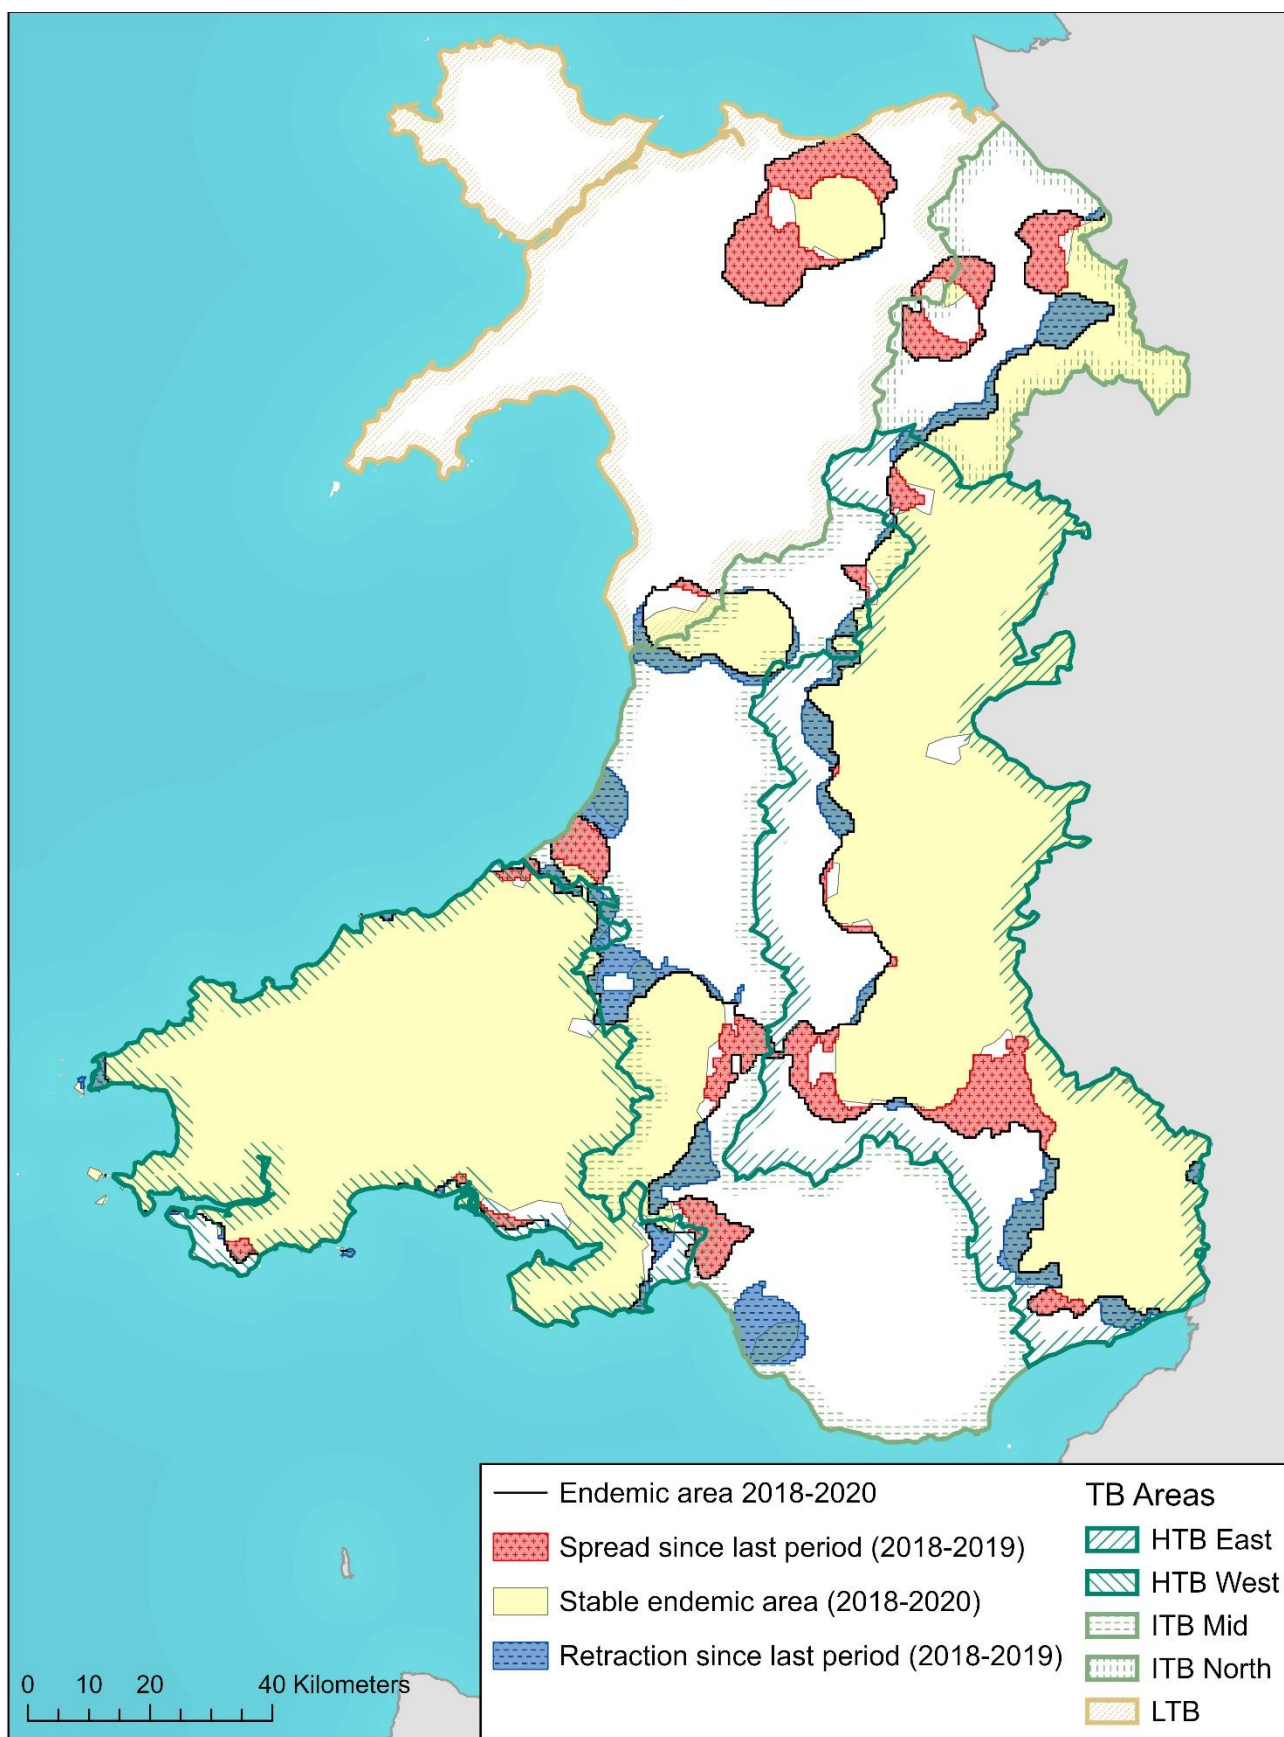 Endemic area 2018-2020
Spread since last period (2018-2019)
Stable endemic area (2018-2020)
Retraction since last period (2018-2019)
TB Areas
HTB East
HTB West
ITB Mid
ITB North
LTB
0 10 20 40 Kilometers